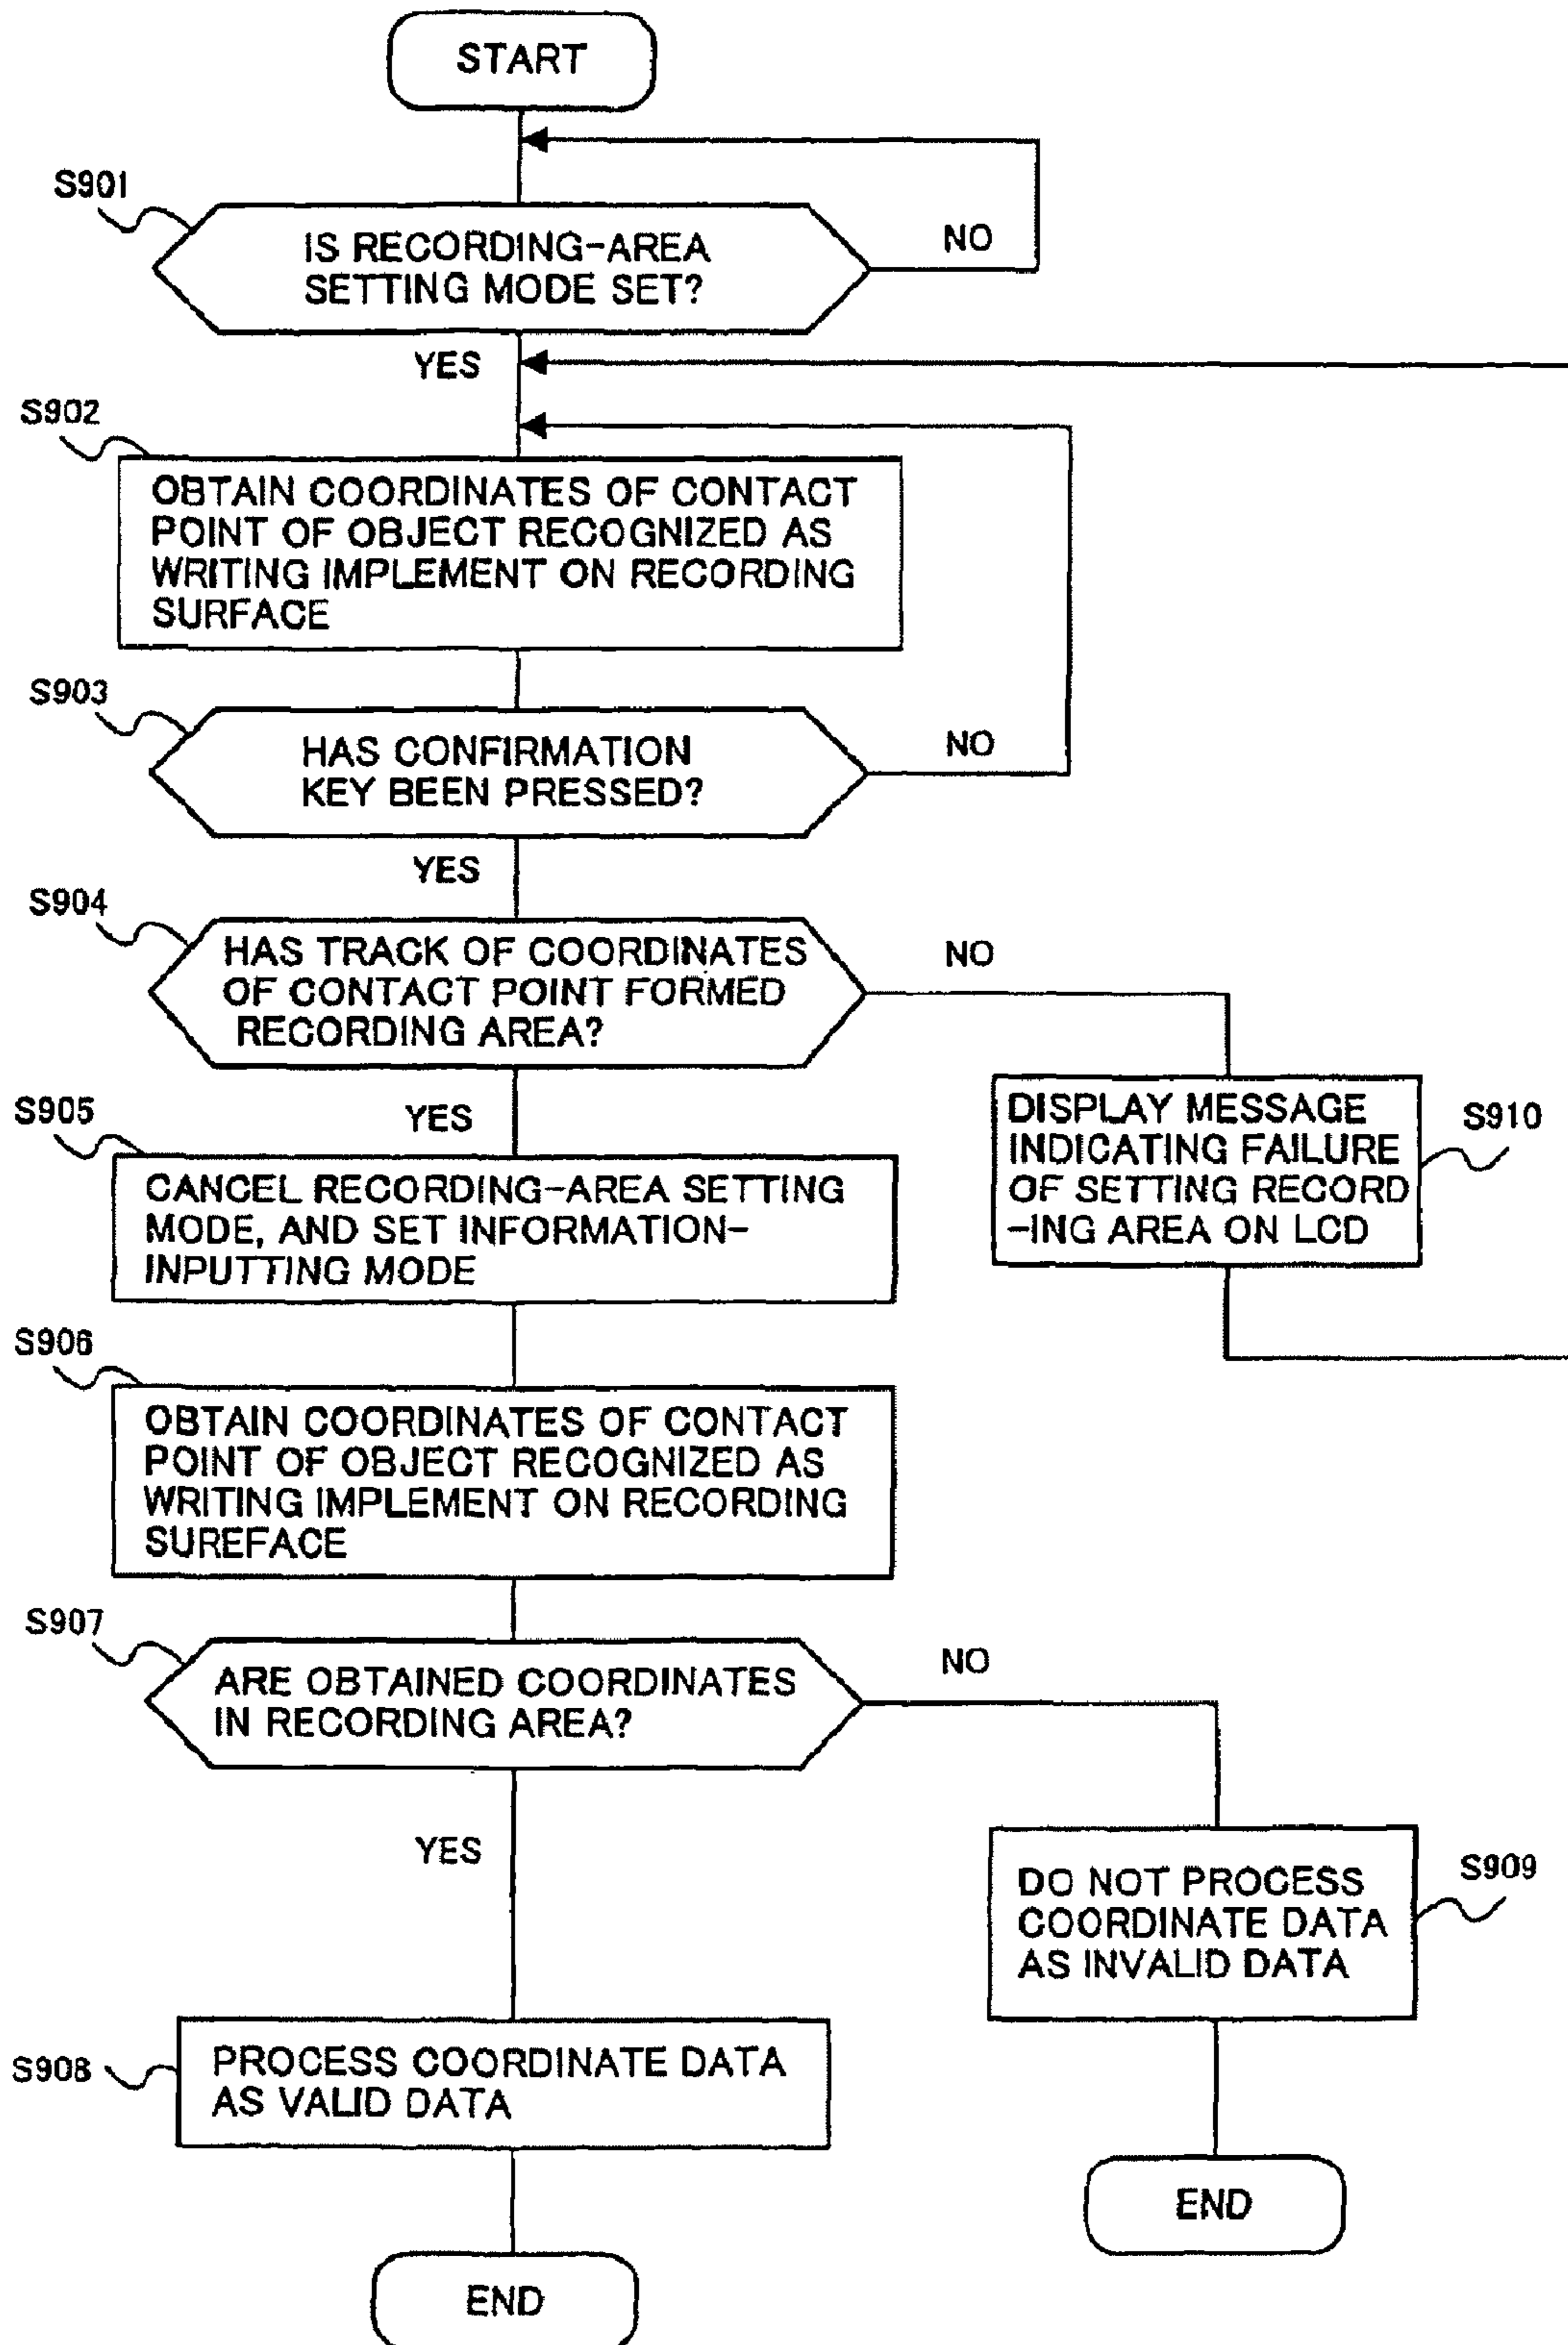 START
S901
IS RECORDING-AREA
SETTING MODE SET?
NO
YES
S902
OBTAIN COORDINATES OF CONTACT
POINT OF OBJECT RECOGNIZED AS
WRITING IMPLEMENT ON RECORDING
SURFACE
S903
HAS CONFIRMATION
KEY BEEN PRESSED?
NO
YES
S904
HAS TRACK OF COORDINATES
OF CONTACT POINT FORMED
RECORDING AREA?
NO
YES
S905
CANCEL RECORDING-AREA SETTING
MODE, AND SET INFORMATION-
INPUTTING MODE
DISPLAY MESSAGE
INDICATING FAILURE
OF SETTING RECORD
-ING AREA ON LCD
S910
S906
OBTAIN COORDINATES OF CONTACT
POINT OF OBJECT RECOGNIZED AS
WRITING IMPLEMENT ON RECORDING
SUREFACE
S907
ARE OBTAINED COORDINATES
IN RECORDING AREA?
NO
YES
DO NOT PROCESS
COORDINATE DATA
AS INVALID DATA
S909
S908
PROCESS COORDINATE DATA
AS VALID DATA
END
END